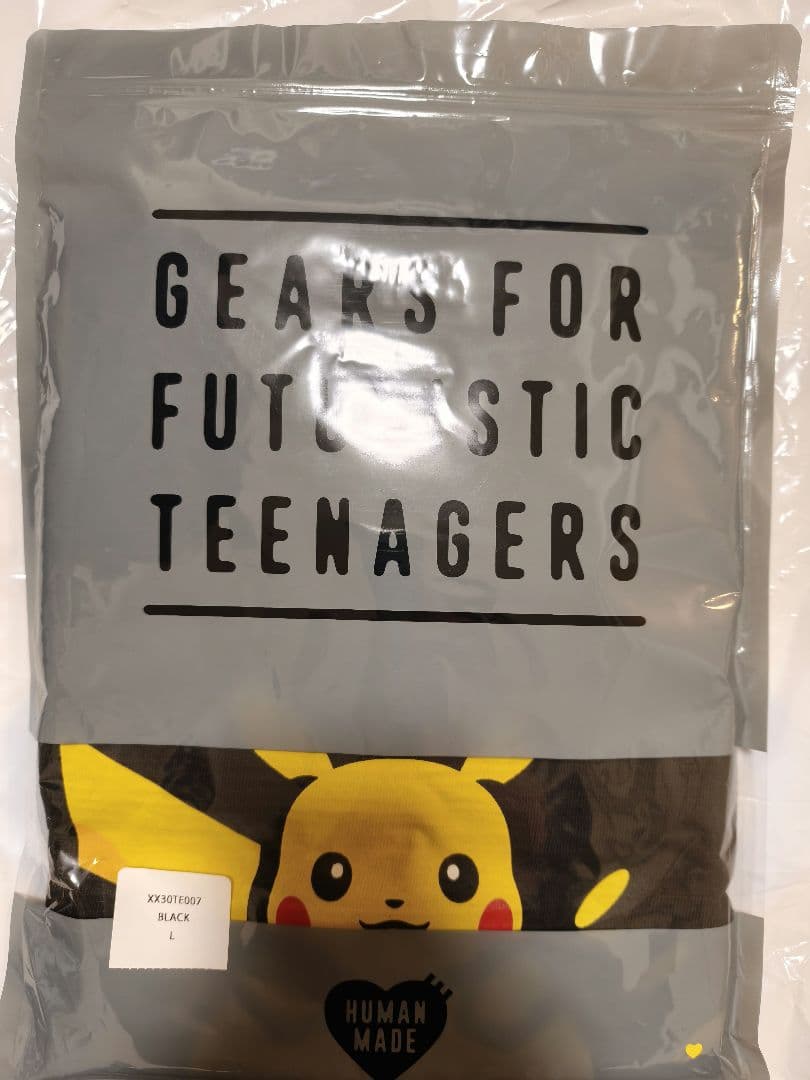 GEARS FOR
FUTURISTIC
TEENAGERS
XX30TE007
BLACK
L
HUMAN
MADE